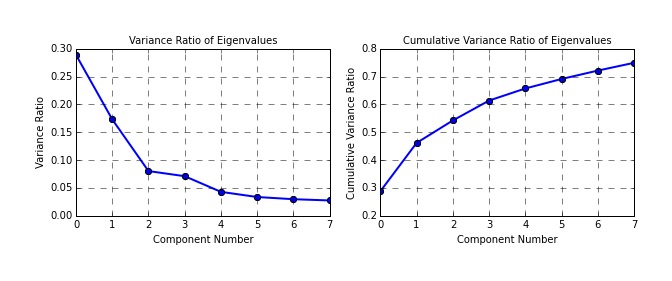 Variance Ratio of Eigenvalues
0.30
0.25
0.20
0.15
0.10
0.05
0.00
Variance Ratio
0 1 2 3 4 5 6 7
Component Number
Cumulative Variance Ratio of Eigenvalues
0.8
0.7
0.6
0.5
0.4
0.3
0.2
Cumulative Variance Ratio
0 1 2 3 4 5 6 7
Component Number